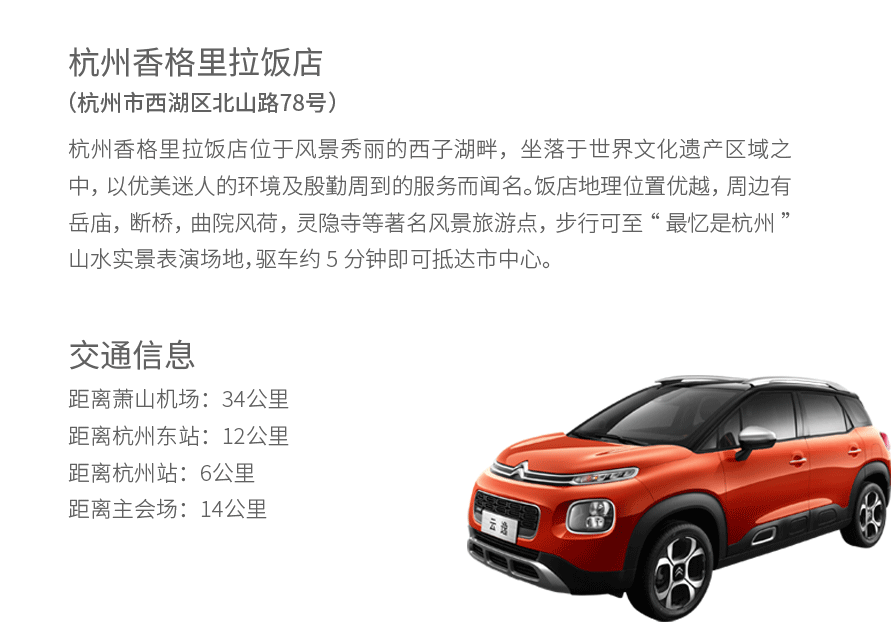 杭州香格里拉饭店
（杭州市西湖区北山路78号）
杭州香格里拉饭店位于风景秀丽的西子湖畔，坐落于世界文化遗产区域之
中，以优美迷人的环境及殷勤周到的服务而闻名。饭店地理位置优越，周边有
岳庙，断桥，曲院风荷，灵隐寺等著名风景旅游点，步行可至“最忆是杭州”
山水实景表演场地，驱车约 5 分钟即可抵达市中心。
交通信息
距离萧山机场：34公里
距离杭州东站：12公里
距离杭州站：6公里
距离主会场：14公里